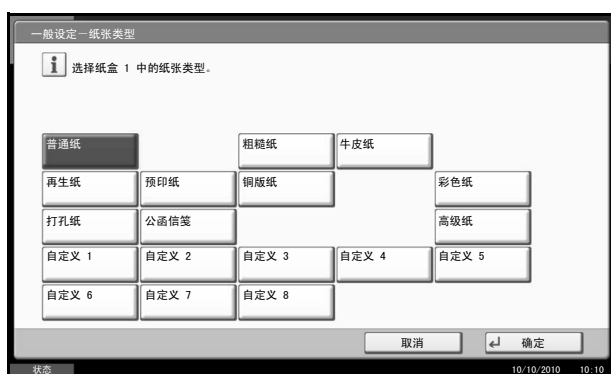 一般设定－纸张类型
选择纸盒 1 中的纸张类型。
普通纸 粗糙纸 牛皮纸
再生纸 预印纸 铜版纸 彩色纸
打孔纸 公函信笺 高级纸
自定义 1 自定义 2 自定义 3 自定义 4 自定义 5
自定义 6 自定义 7 自定义 8
取消 确定
状态 10/10/2010 10:10